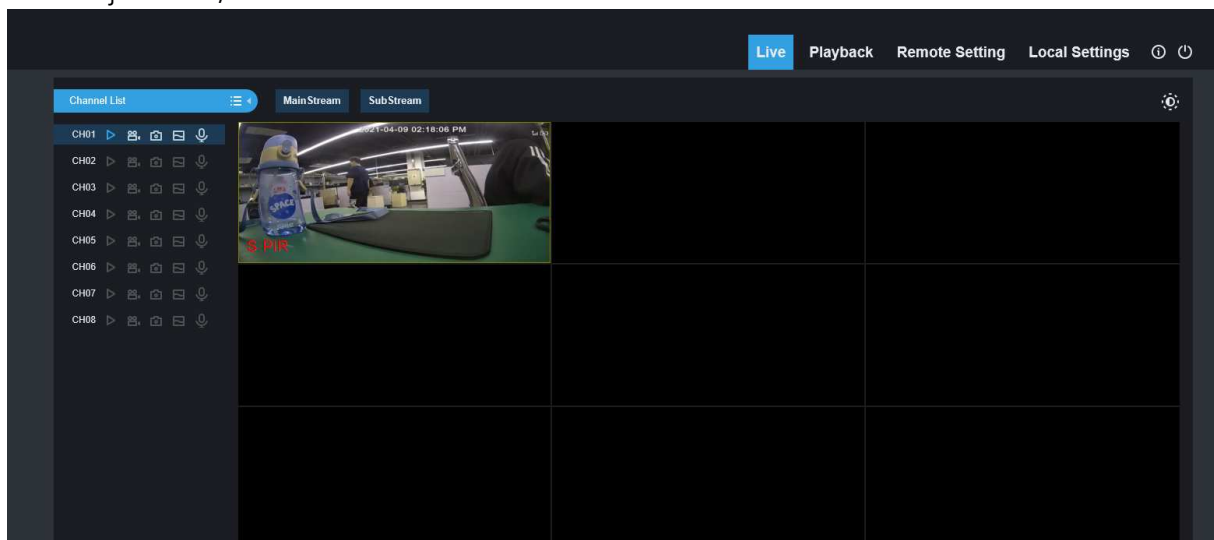 Live Playback Remote Setting Local Settings
Channel List MainStream SubStream
CH01
2021-04-09 02:18:06 PM
SPACE
S PIR
CH02
CH03
CH04
CH05
CH06
CH07
CH08